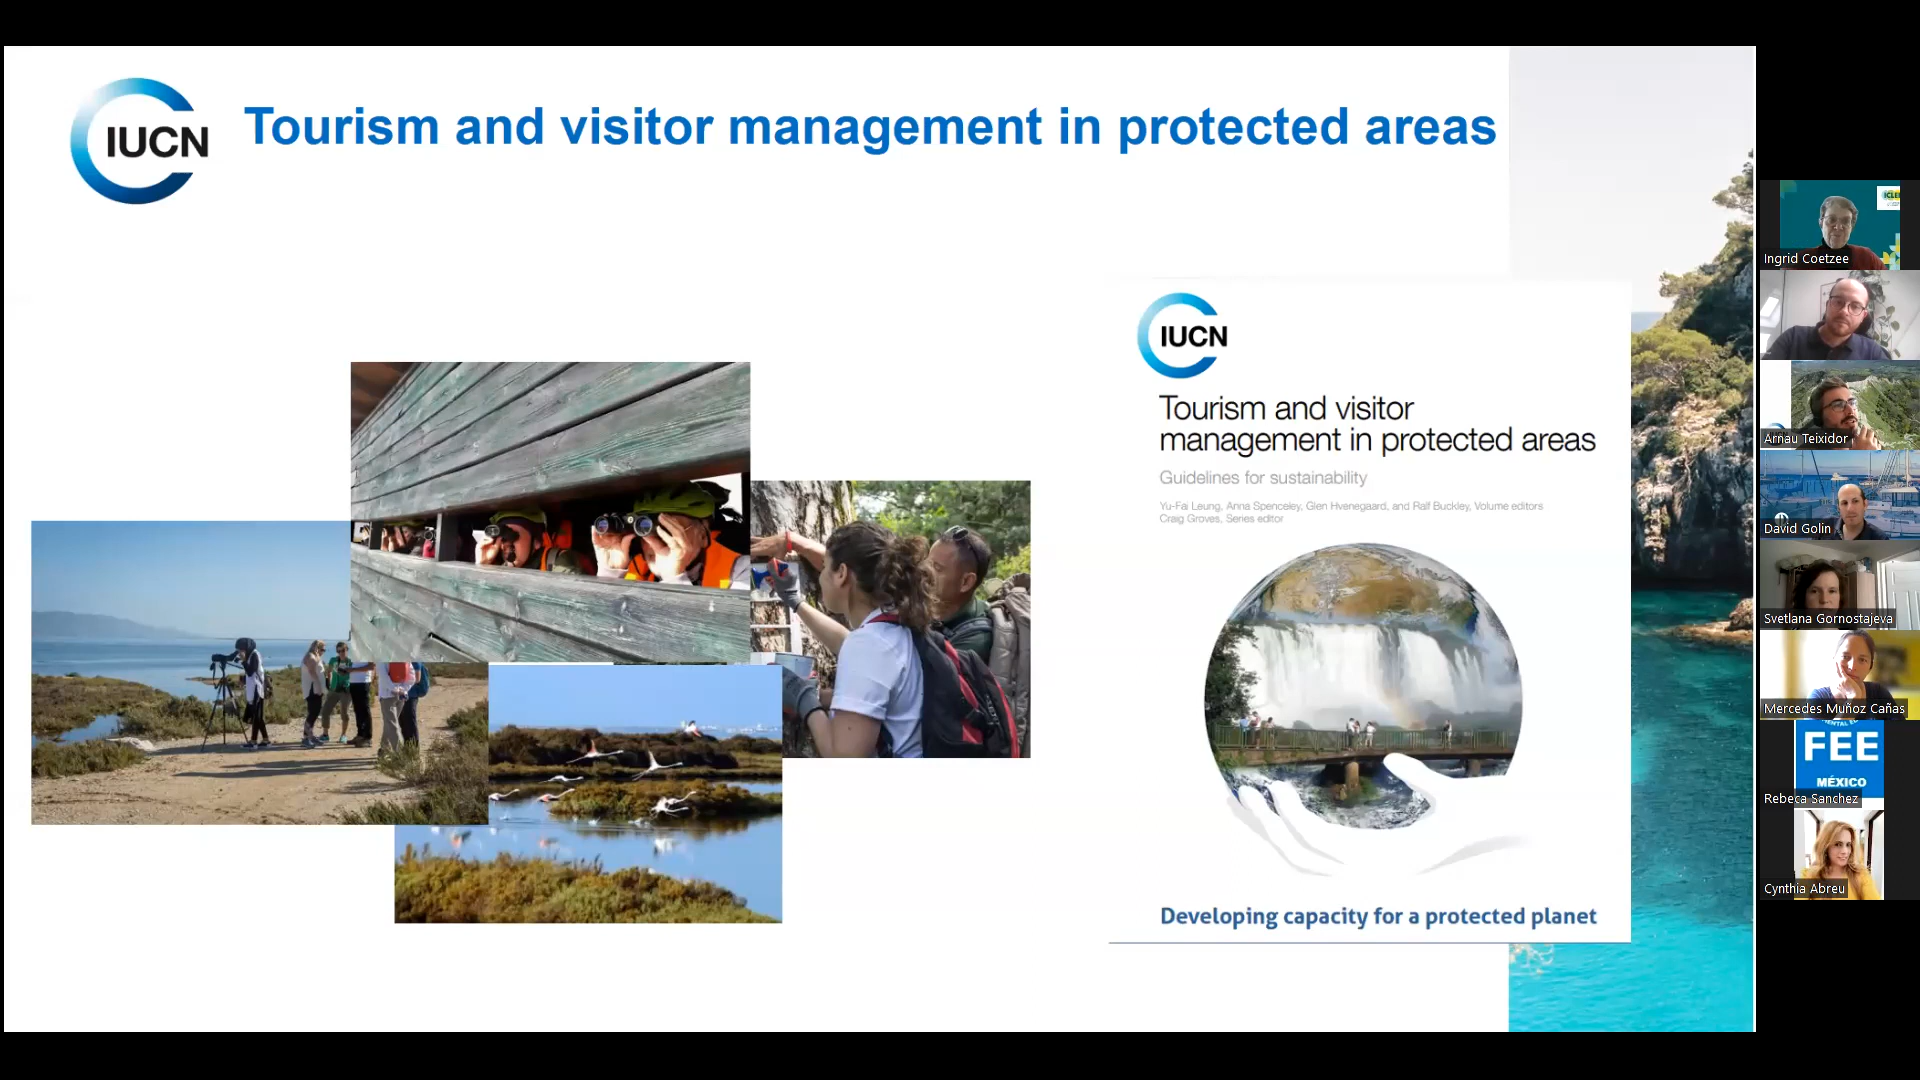 IUCN
Tourism and visitor management in protected areas
IUCN
Tourism and visitor
management in protected areas
Guidelines for sustainability
Yu-Fai Leung, Anna Spenceley, Glen Hvenegaard, and Ralf Buckley, Volume editors
Craig Groves, Series editor
Developing capacity for a protected planet
Ingrid Coetzee
Arnau Teixidor
David Golin
Svetlana Gornostajeva
Mercedes Muñoz Cañas
FEE
MÉXICO
Rebeca Sanchez
Cynthia Abreu